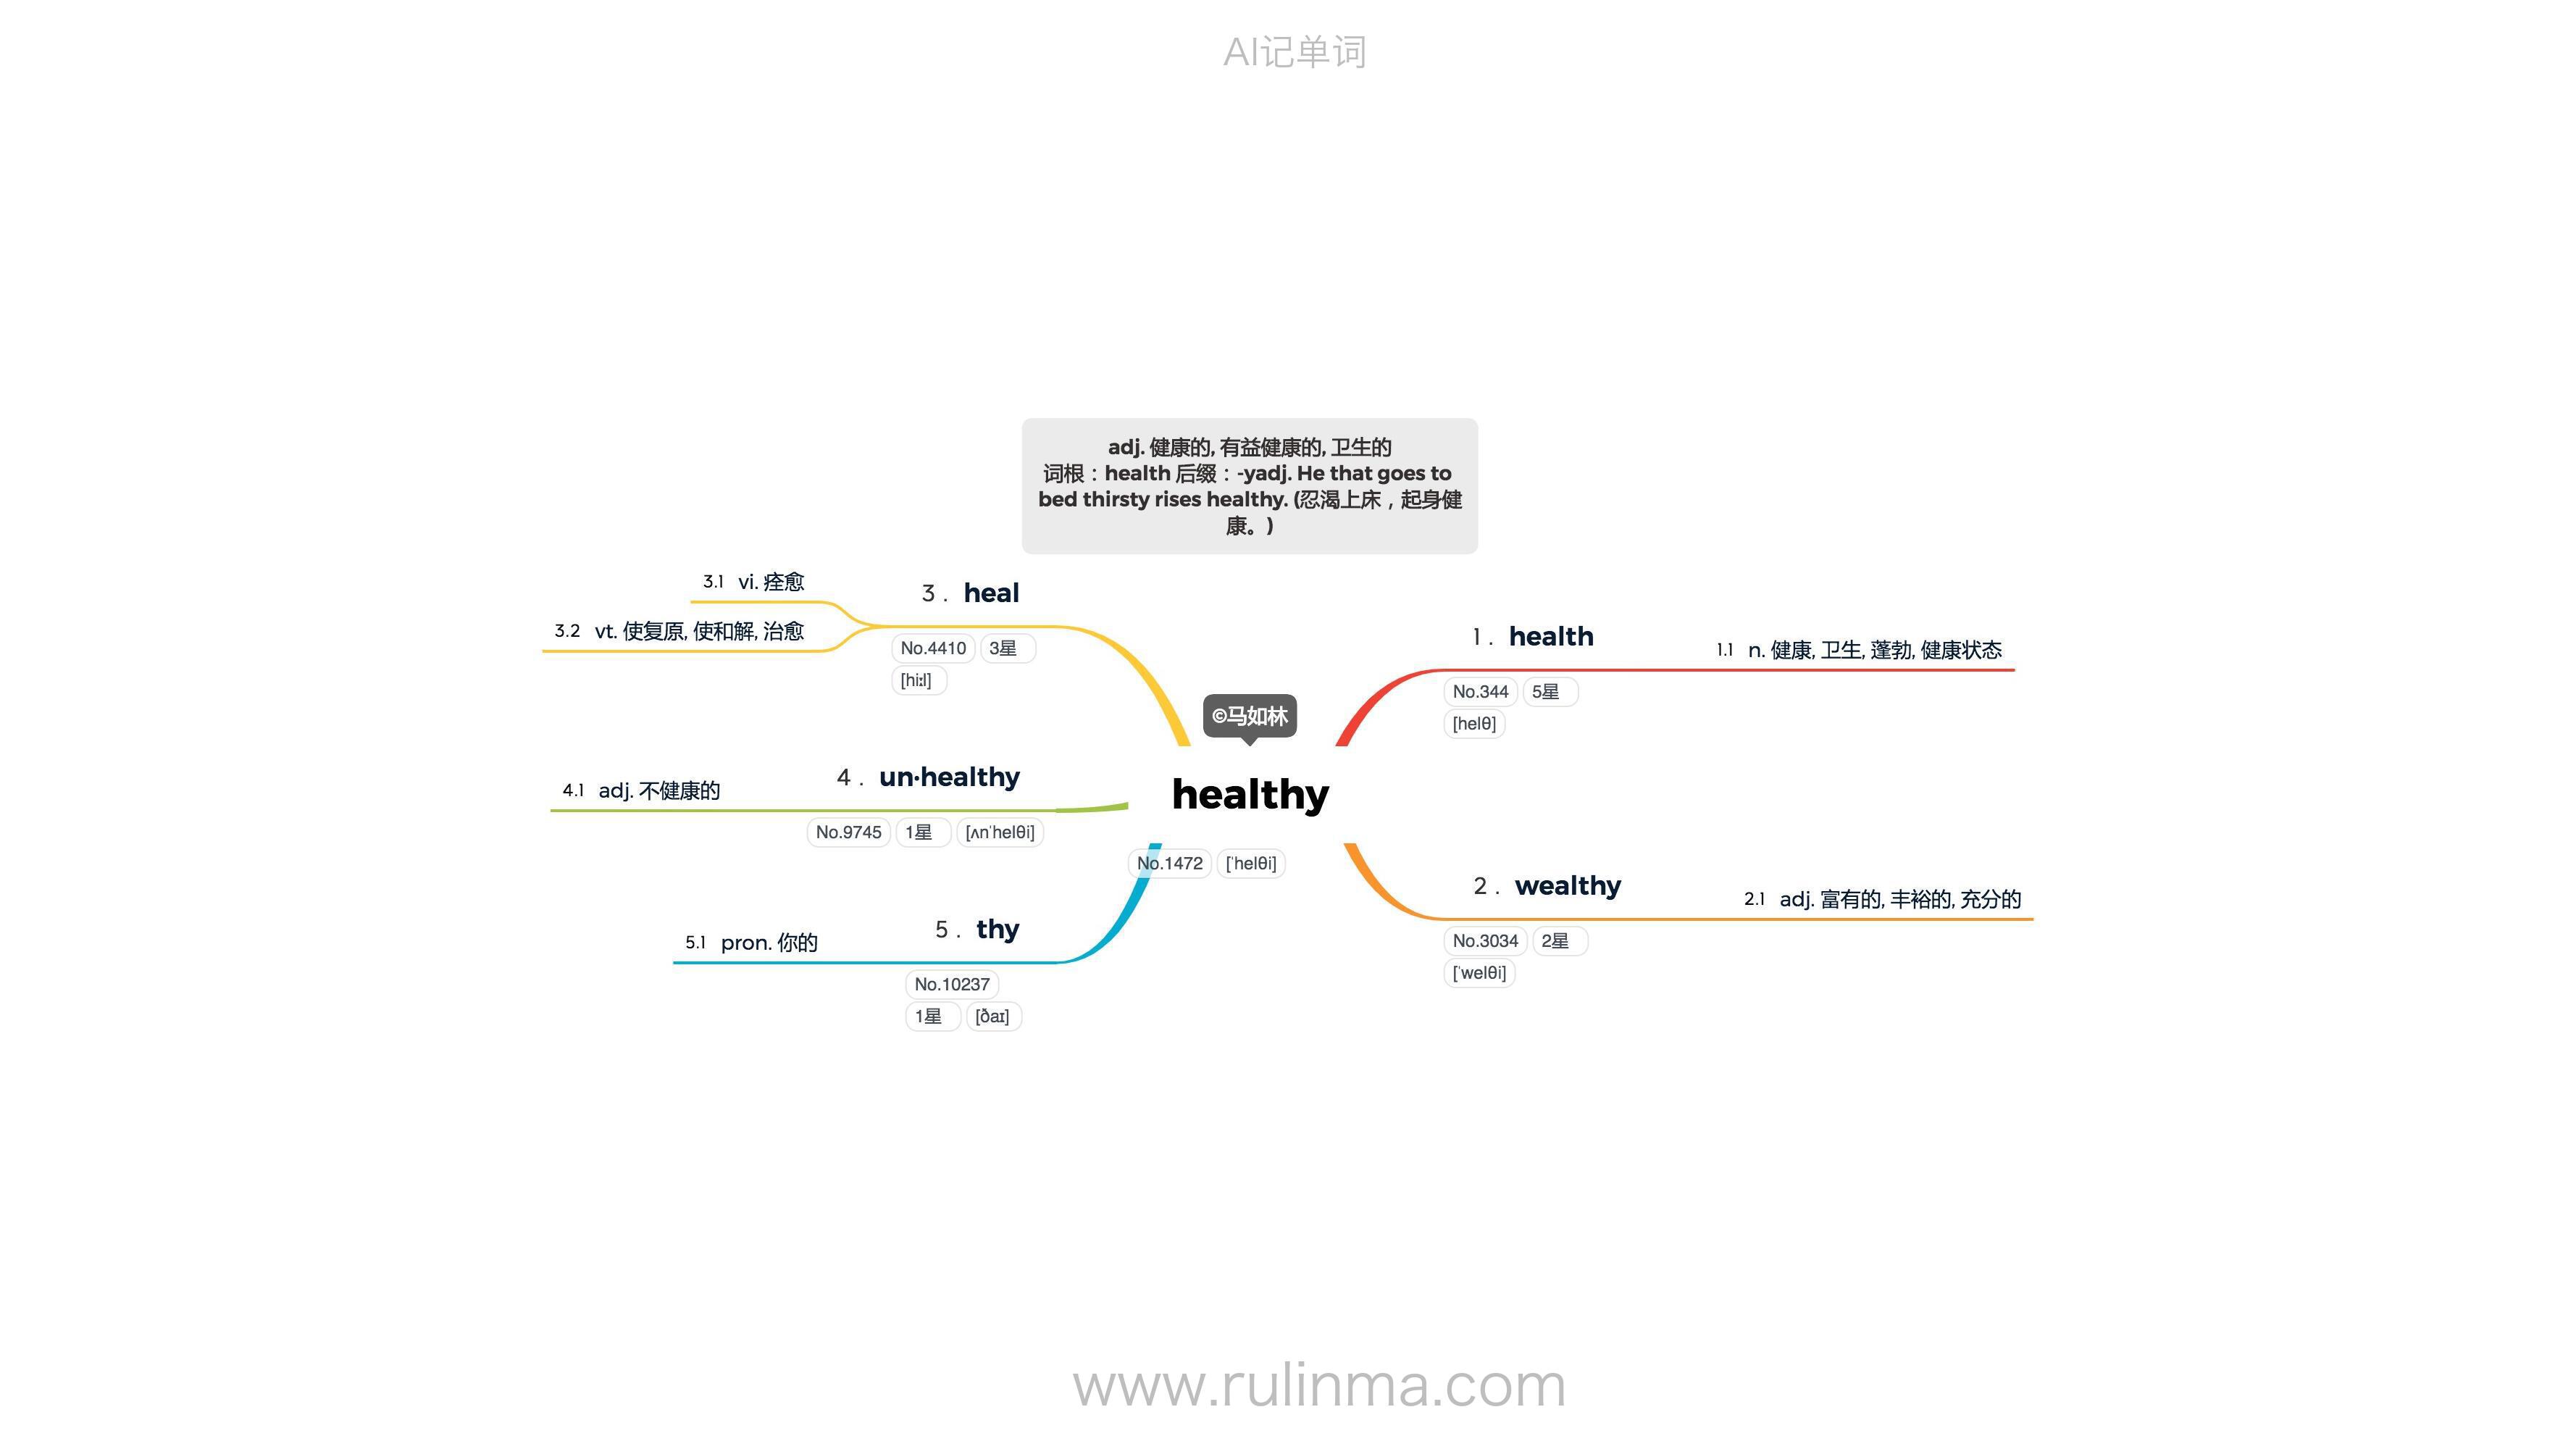 AI记单词
adj. 健康的, 有益健康的, 卫生的
词根：health 后缀：-yadj. He that goes to
bed thirsty rises healthy. (忍渴上床，起身健
康。)
©马如林
healthy
No.1472 [ˈhelθi]
1. health
No.344 5星
[helθ]
1.1 n. 健康, 卫生, 蓬勃, 健康状态
2. wealthy
No.3034 2星
[ˈwelθi]
2.1 adj. 富有的, 丰裕的, 充分的
3. heal
No.4410 3星
[hiːl]
3.1 vi. 痊愈
3.2 vt. 使复原, 使和解, 治愈
4. un·healthy
No.9745 1星 [ʌnˈhelθi]
4.1 adj. 不健康的
5. thy
No.10237
1星 [ðaɪ]
5.1 pron. 你的
www.rulinma.com